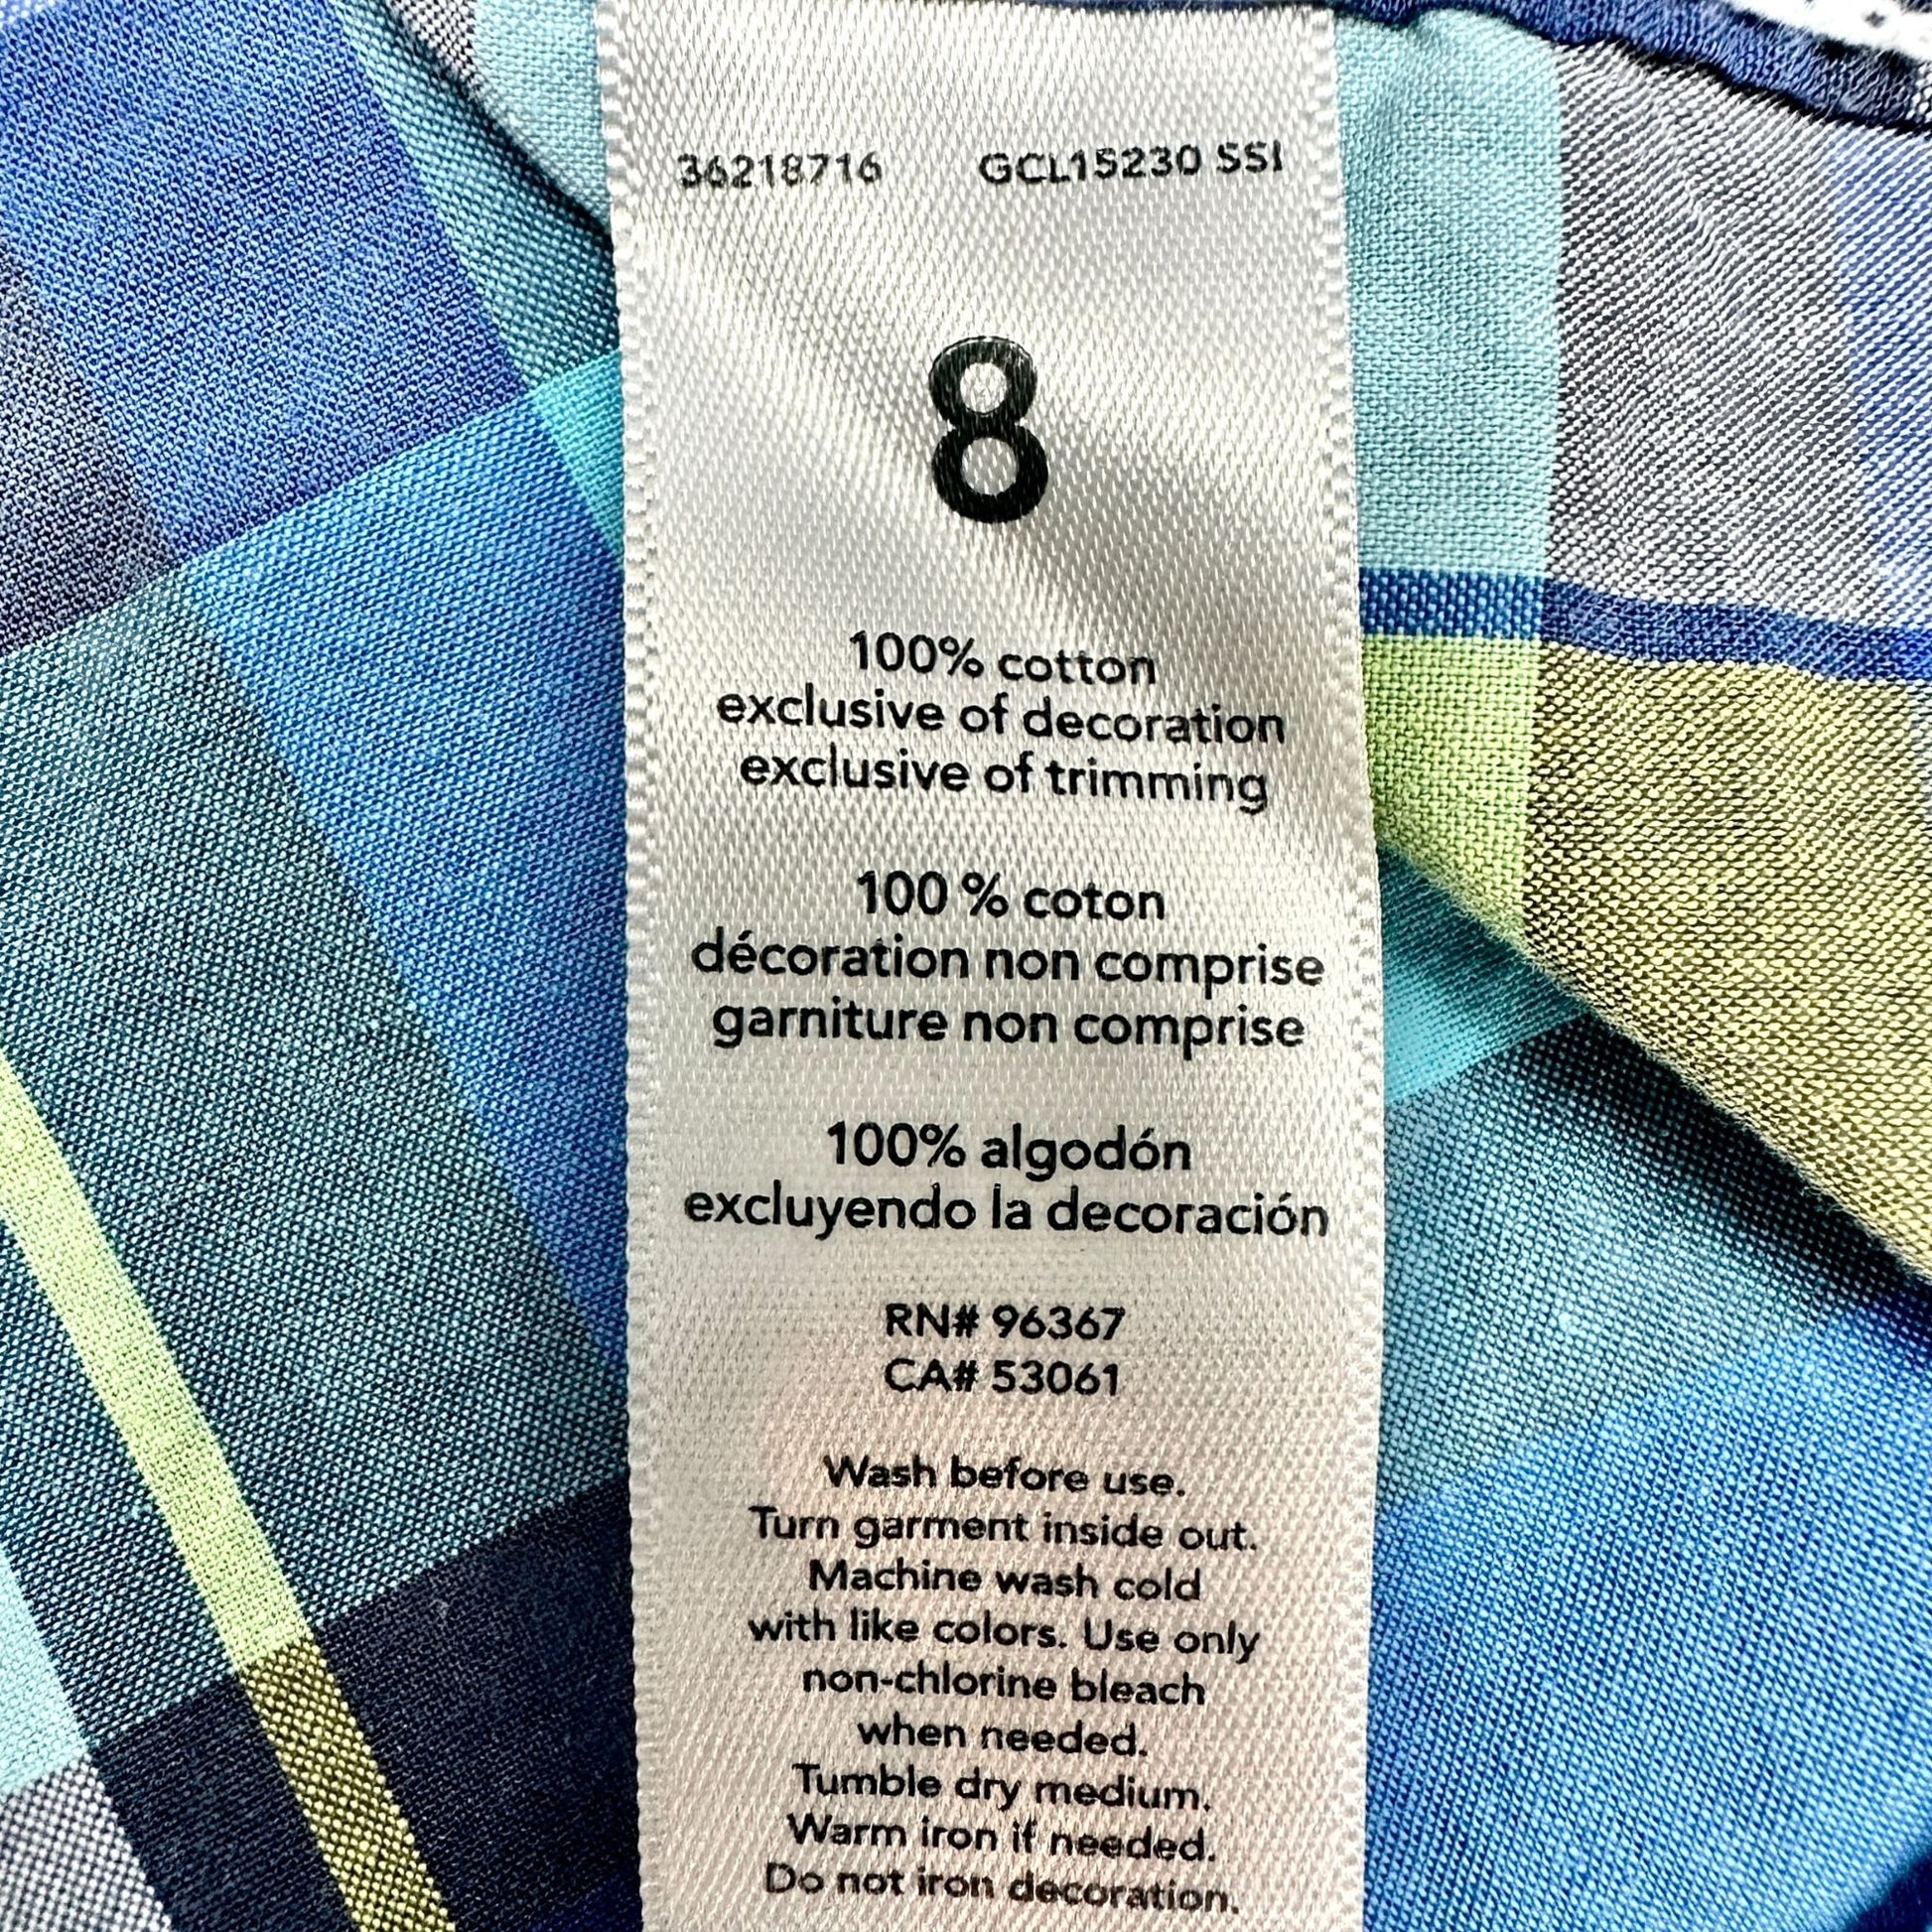 36218716 GCL15230 SSI
8
100% cotton
exclusive of decoration
exclusive of trimming
100 % coton
décoration non comprise
garniture non comprise
100% algodón
excluyendo la decoración
RN# 96367
CA# 53061
Wash before use.
Turn garment inside out.
Machine wash cold
with like colors. Use only
non-chlorine bleach
when needed.
Tumble dry medium.
Warm iron if needed.
Do not iron decoration.